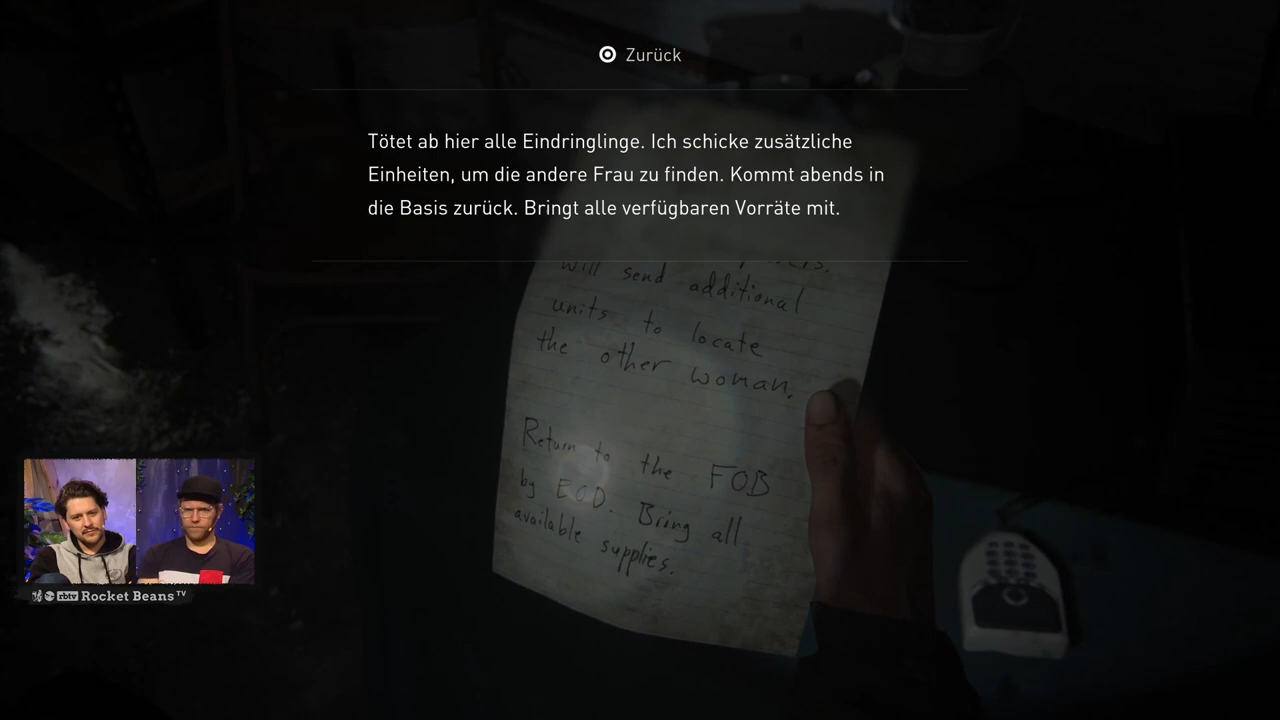 Zurück
Tötet ab hier alle Eindringlinge. Ich schicke zusätzliche
Einheiten, um die andere Frau zu finden. Kommt abends in
die Basis zurück. Bringt alle verfügbaren Vorräte mit.
will send additional
units to locate
the other woman.
Return to the FOB
by EOD. Bring all
available supplies.
rbtv Rocket Beans TV